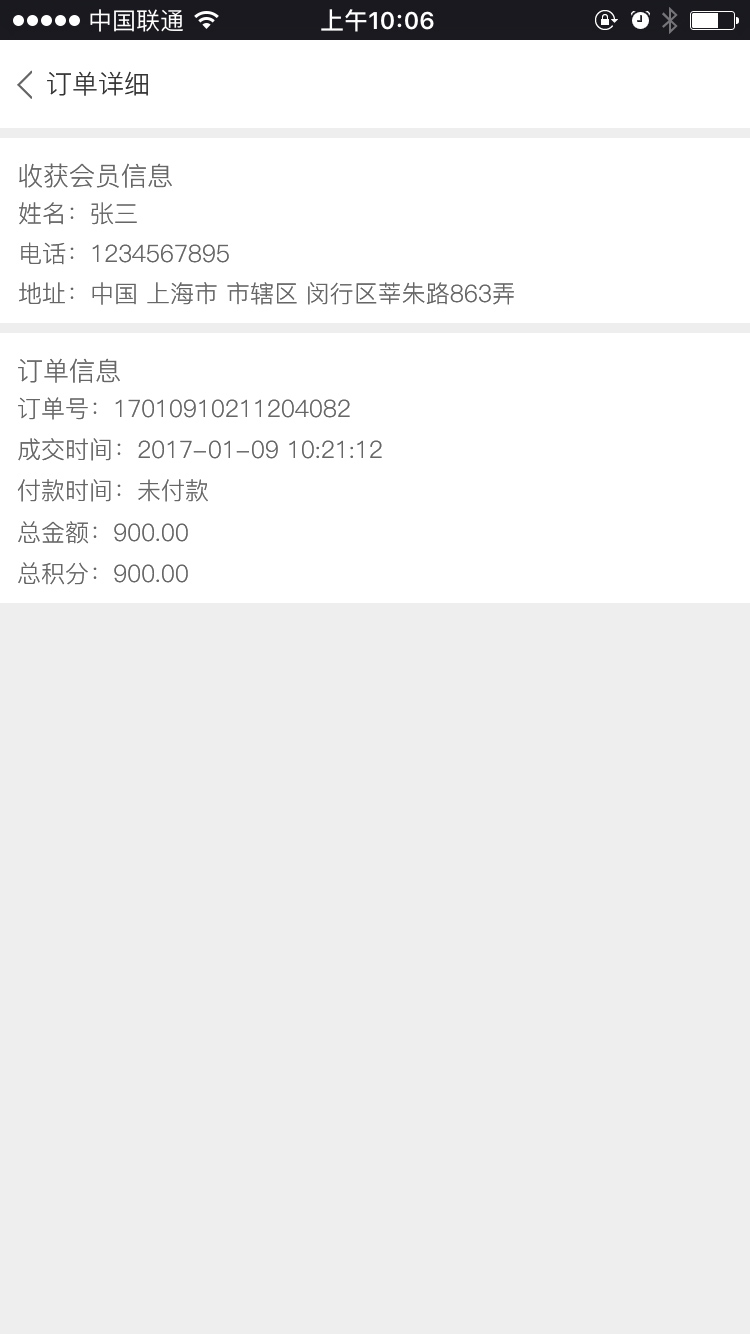 中国联通 上午10:06
订单详细
收获会员信息
姓名：张三
电话：1234567895
地址：中国 上海市 市辖区 闵行区莘朱路863弄
订单信息
订单号：17010910211204082
成交时间：2017-01-09 10:21:12
付款时间：未付款
总金额：900.00
总积分：900.00